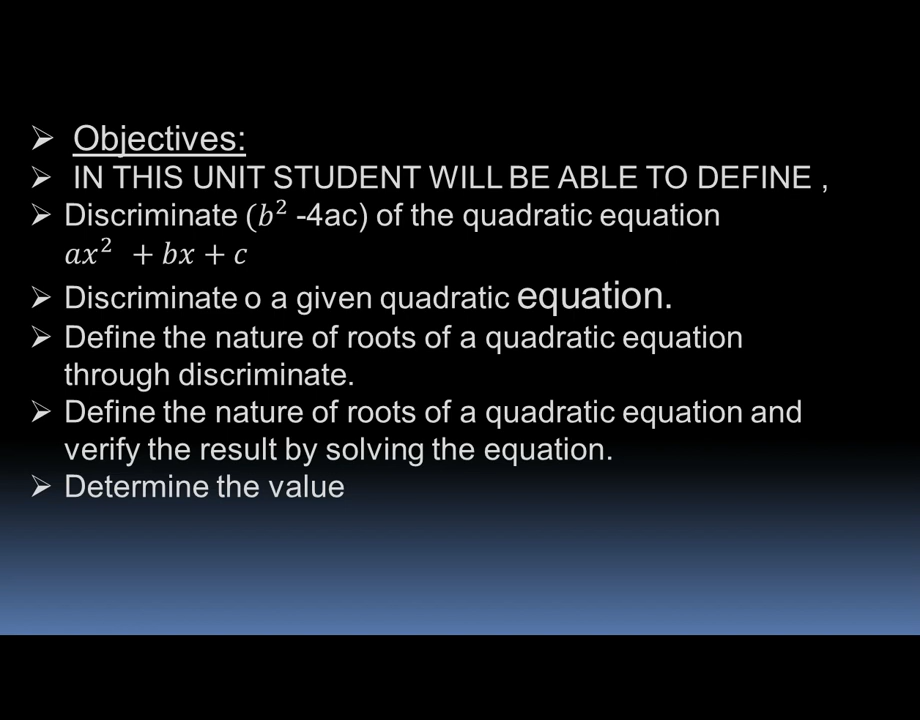 ➢ Objectives:
➢ IN THIS UNIT STUDENT WILL BE ABLE TO DEFINE ,
➢ Discriminate (𝑏² -4ac) of the quadratic equation
𝑎𝑥² + 𝑏𝑥 + 𝑐
➢ Discriminate o a given quadratic equation.
➢ Define the nature of roots of a quadratic equation
through discriminate.
➢ Define the nature of roots of a quadratic equation and
verify the result by solving the equation.
➢ Determine the value